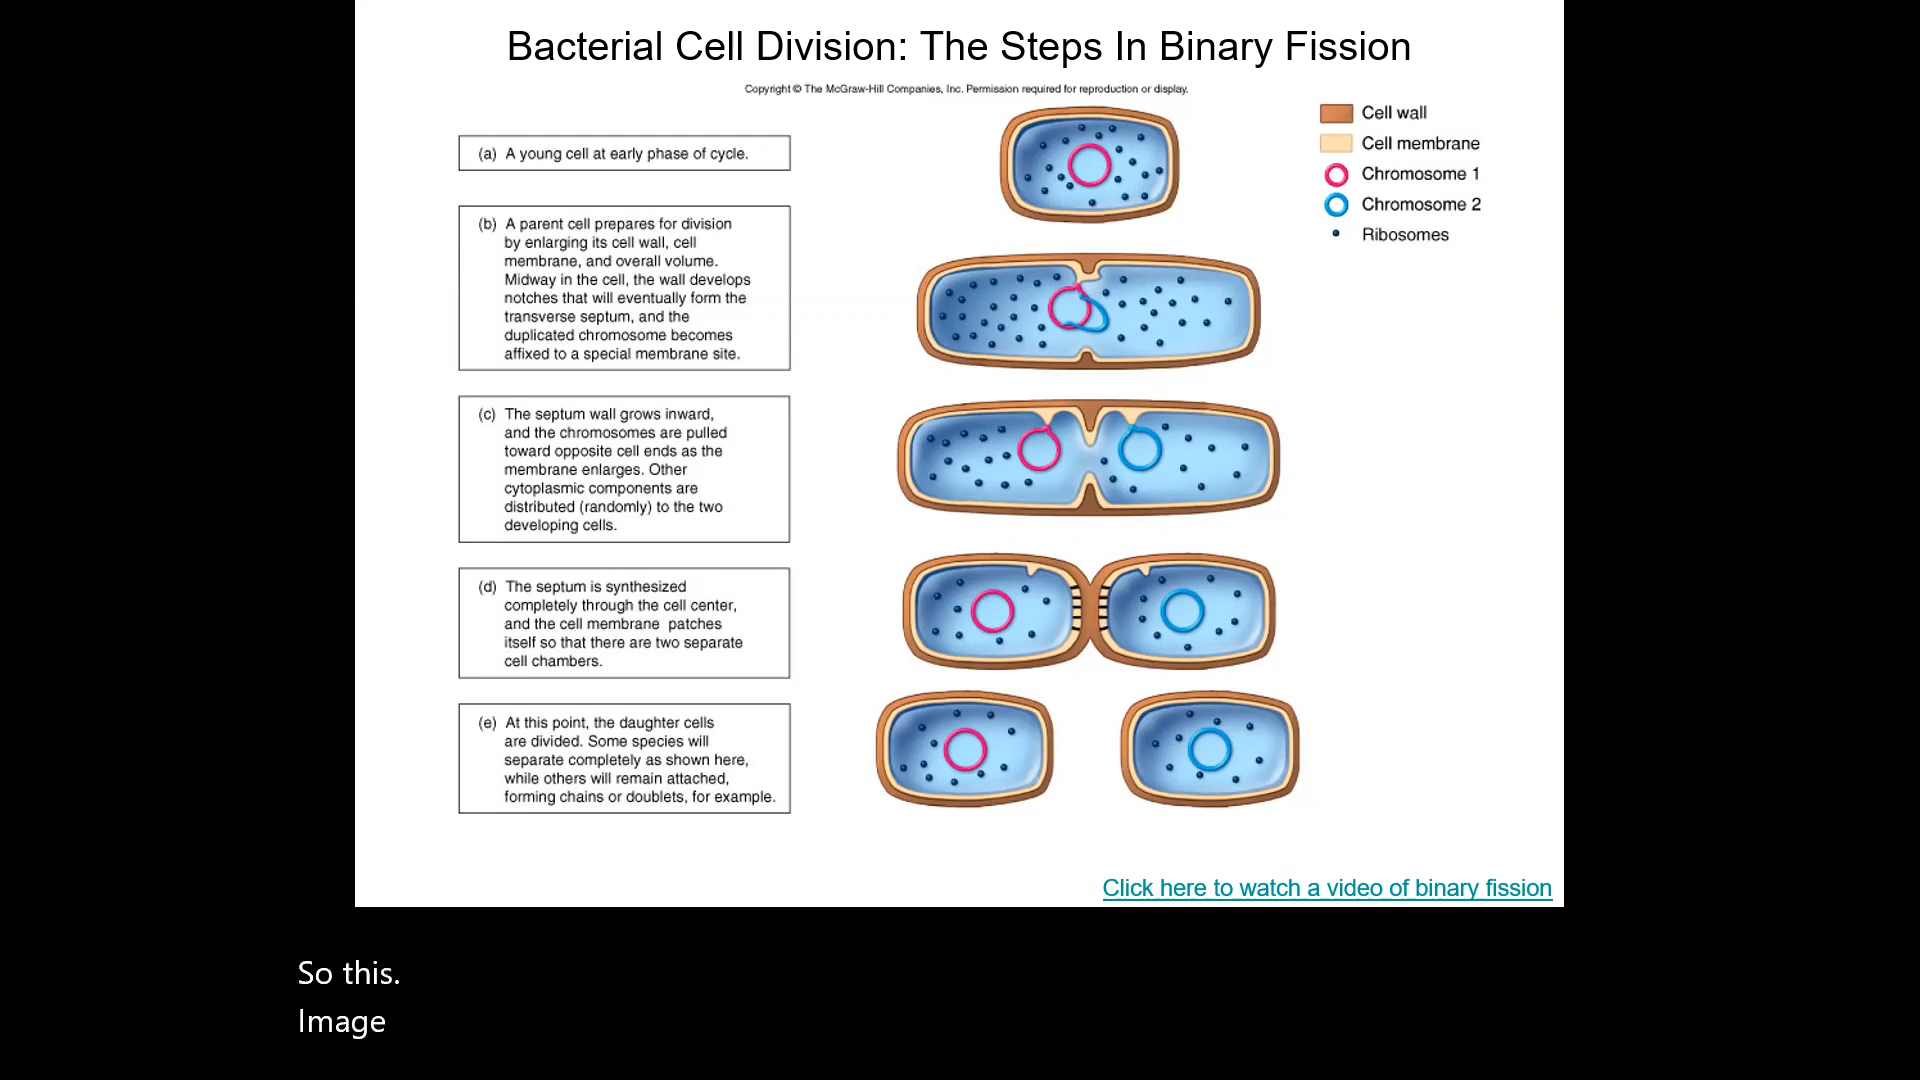 Bacterial Cell Division: The Steps In Binary Fission
Copyright © The McGraw-Hill Companies, Inc. Permission required for reproduction or display.
(a) A young cell at early phase of cycle.
(b) A parent cell prepares for division
by enlarging its cell wall, cell
membrane, and overall volume.
Midway in the cell, the wall develops
notches that will eventually form the
transverse septum, and the
duplicated chromosome becomes
affixed to a special membrane site.
(c) The septum wall grows inward,
and the chromosomes are pulled
toward opposite cell ends as the
membrane enlarges. Other
cytoplasmic components are
distributed (randomly) to the two
developing cells.
(d) The septum is synthesized
completely through the cell center,
and the cell membrane patches
itself so that there are two separate
cell chambers.
(e) At this point, the daughter cells
are divided. Some species will
separate completely as shown here,
while others will remain attached,
forming chains or doublets, for example.
Cell wall
Cell membrane
Chromosome 1
Chromosome 2
Ribosomes
Click here to watch a video of binary fission
So this.
Image